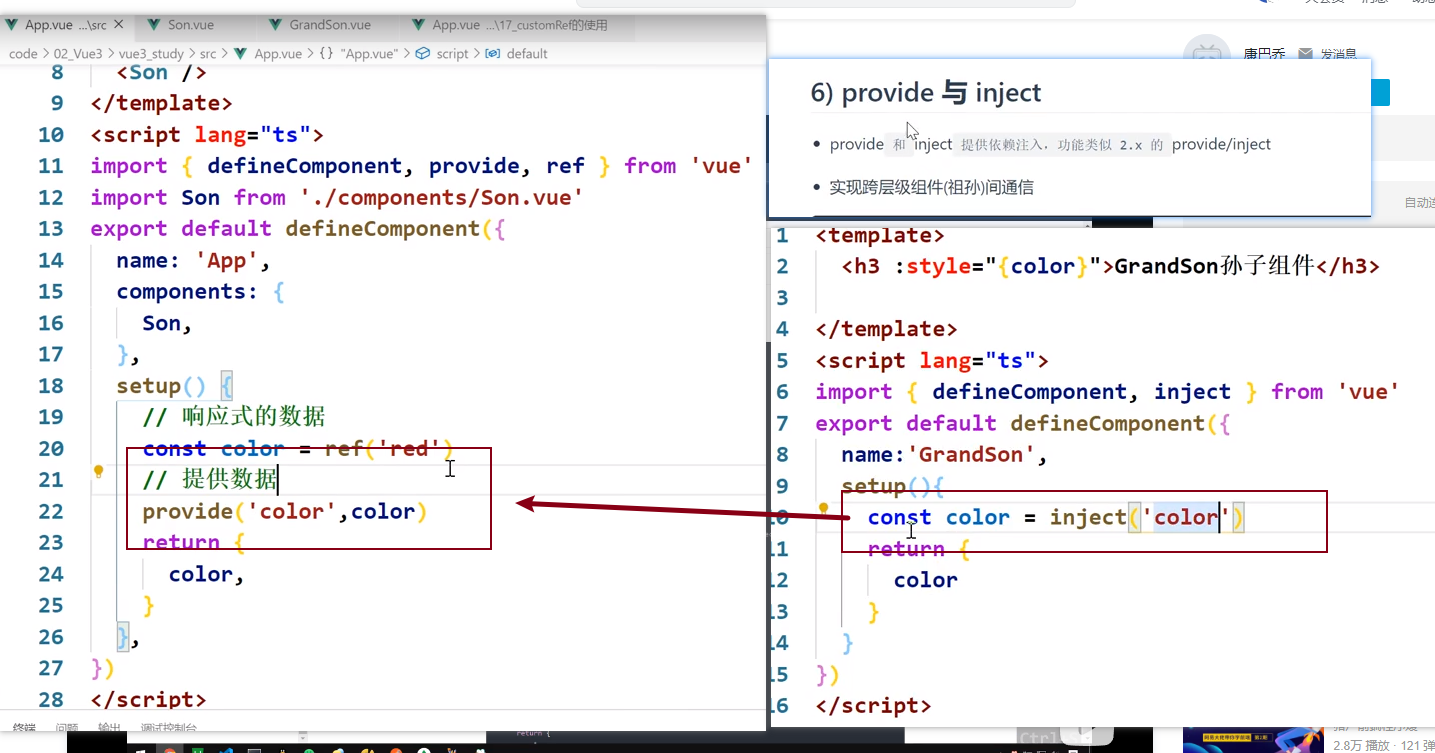 App.vue ...\src
Son.vue
GrandSon.vue
App.vue ...\17_customRef的使用
code > 02_Vue3 > vue3_study > src > App.vue > {} "App.vue" > script > default
8 <Son />
9 </template>
10 <script lang="ts">
11 import { defineComponent, provide, ref } from 'vue'
12 import Son from './components/Son.vue'
13 export default defineComponent({
14 name: 'App',
15 components: {
16 Son,
17 },
18 setup() {
19 // 响应式的数据
20 const color = ref('red')
21 // 提供数据
22 provide('color',color)
23 return {
24 color,
25 }
26 },
27 })
28 </script>
终端 问题 输出 调试控制台
康巴乔 发消息
6) provide 与 inject
provide 和 inject 提供依赖注入，功能类似 2.x 的 provide/inject
实现跨层级组件(祖孙)间通信
自动连
1 <template>
2 <h3 :style="{color}">GrandSon孙子组件</h3>
3
4 </template>
5 <script lang="ts">
6 import { defineComponent, inject } from 'vue'
7 export default defineComponent({
8 name:'GrandSon',
9 setup(){
0 const color = inject('color')
11 return {
12 color
13 }
14 }
15 })
16 </script>
return {
Ctrl
2.8万 播放 · 121 弹